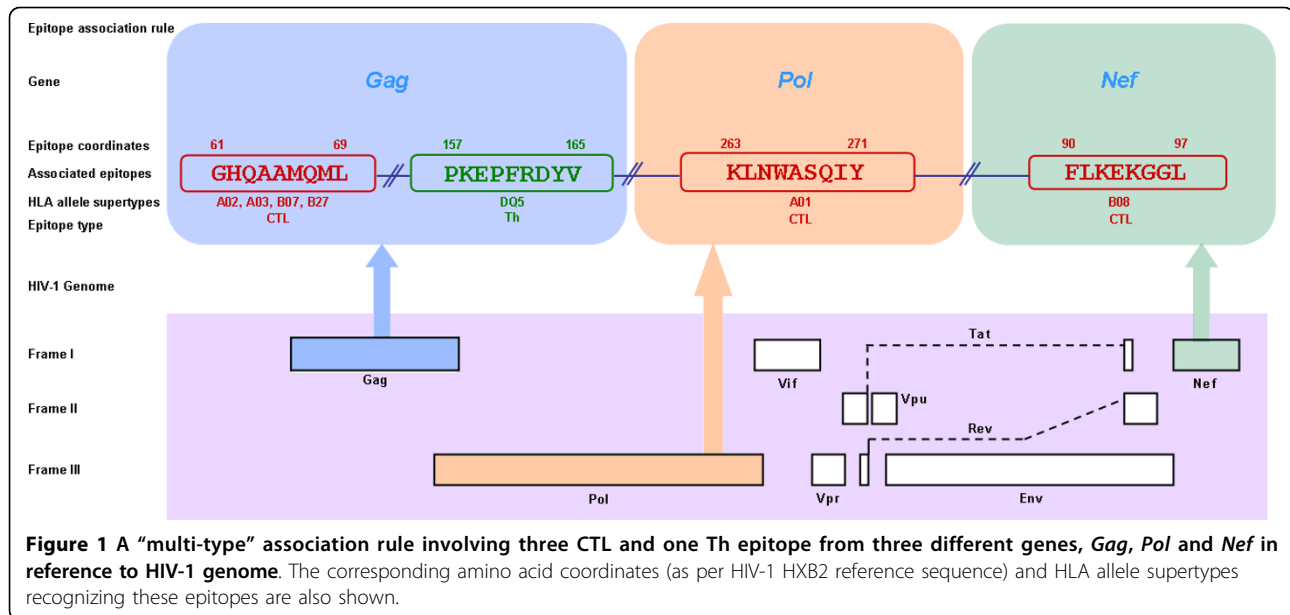 Epitope association rule
Gene
Gag
Pol
Nef
Epitope coordinates
61 69
157 165
263 271
90 97
Associated epitopes
GHQAAMQML
PKEPFRDYV
KLNWASQIY
FLKEKGGL
HLA allele supertypes
A02, A03, B07, B27
DQ5
A01
B08
Epitope type
CTL
Th
CTL
CTL
HIV-1 Genome
Frame I
Gag
Vif
Tat
Nef
Frame II
Vpu
Rev
Frame III
Pol
Vpr
Env
Figure 1 A “multi-type” association rule involving three CTL and one Th epitope from three different genes, Gag, Pol and Nef in
reference to HIV-1 genome. The corresponding amino acid coordinates (as per HIV-1 HXB2 reference sequence) and HLA allele supertypes
recognizing these epitopes are also shown.